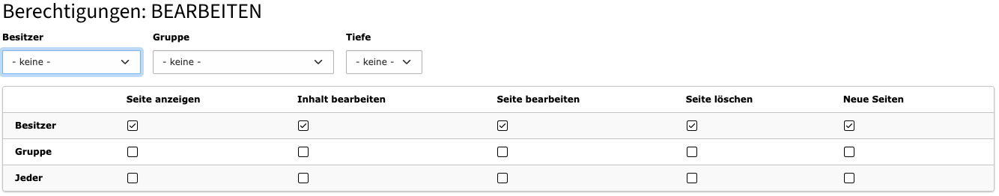 Berechtigungen: BEARBEITEN
Besitzer Gruppe Tiefe
- keine - - keine - - keine -
Seite anzeigen Inhalt bearbeiten Seite bearbeiten Seite löschen Neue Seiten
Besitzer
Gruppe
Jeder